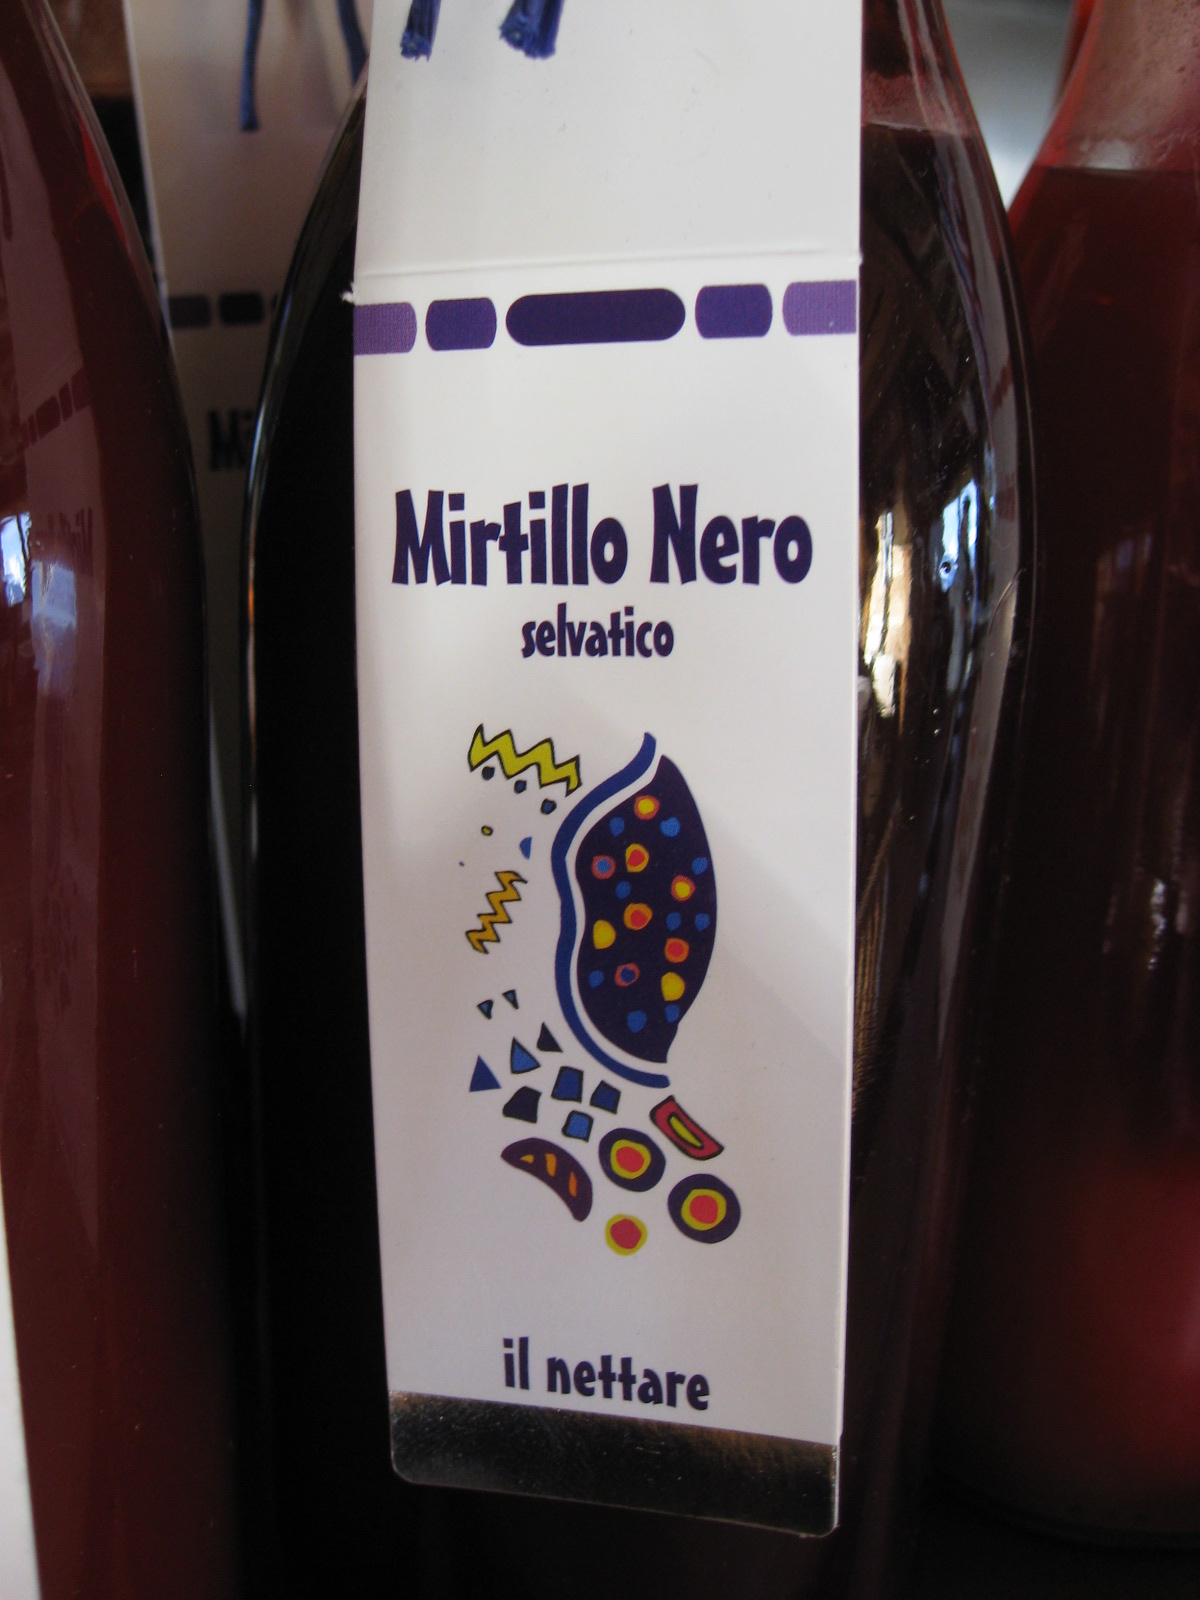 Mirtillo Nero
selvatico
il nettare